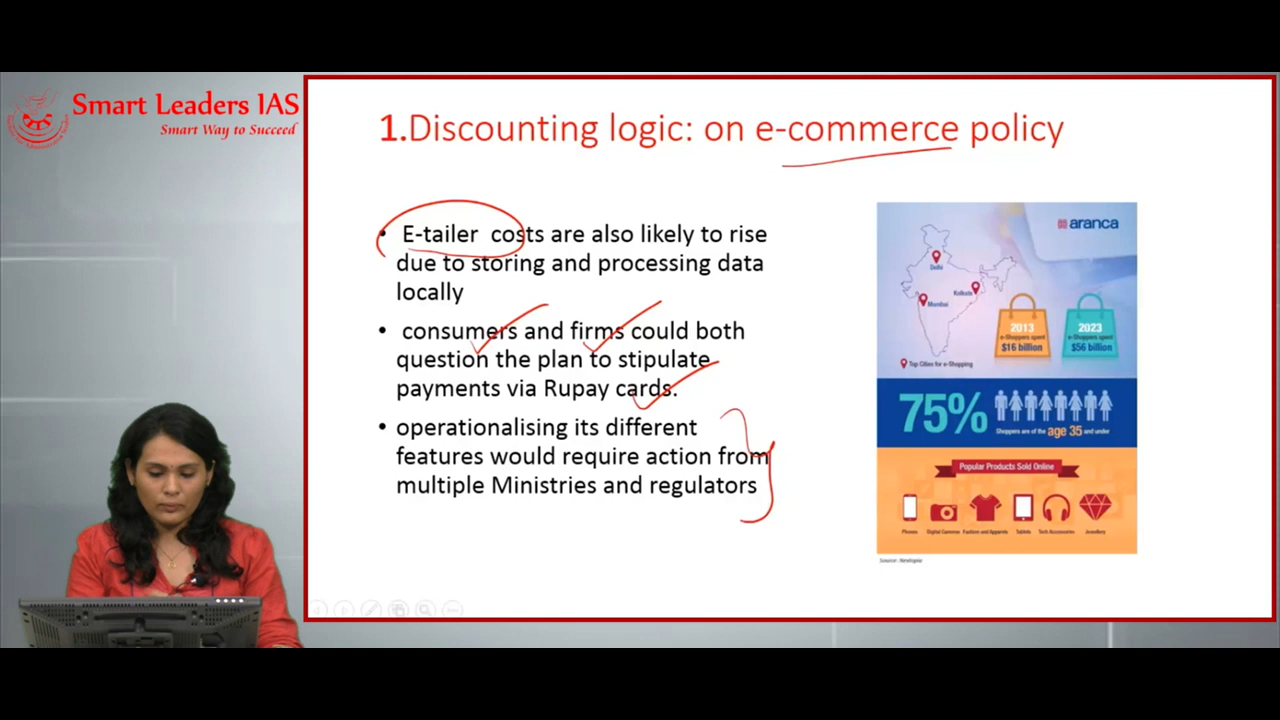 Smart Leaders IAS
Smart Way to Succeed
1.Discounting logic: on e-commerce policy
• E-tailer costs are also likely to rise
due to storing and processing data
locally
• consumers and firms could both
question the plan to stipulate
payments via Rupay cards.
• operationalising its different
features would require action from
multiple Ministries and regulators
aranca
Delhi
Kolkata
Mumbai
2013
e-Shoppers spent
$16 billion
2023
e-Shoppers spent
$56 billion
Top Cities for e-Shopping
75%
Shoppers are of the age 35 and under
Popular Products Sold Online
Phones
Digital Cameras
Fashion and Apparels
Tablets
Tech Accessories
Jewellery